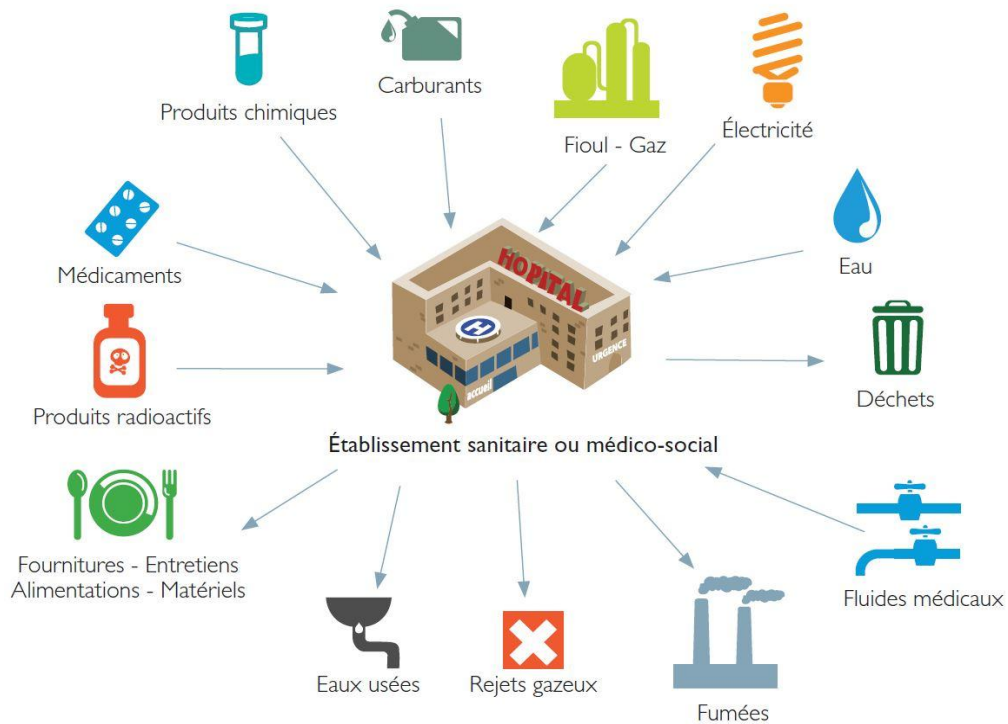 Produits chimiques
Carburants
Fioul - Gaz
Électricité
Médicaments
HOPITAL
Eau
H
URGENCE
accueil
Produits radioactifs
Déchets
Établissement sanitaire ou médico-social
Fournitures - Entretiens
Alimentations - Matériels
Eaux usées
Rejets gazeux
Fumées
Fluides médicaux